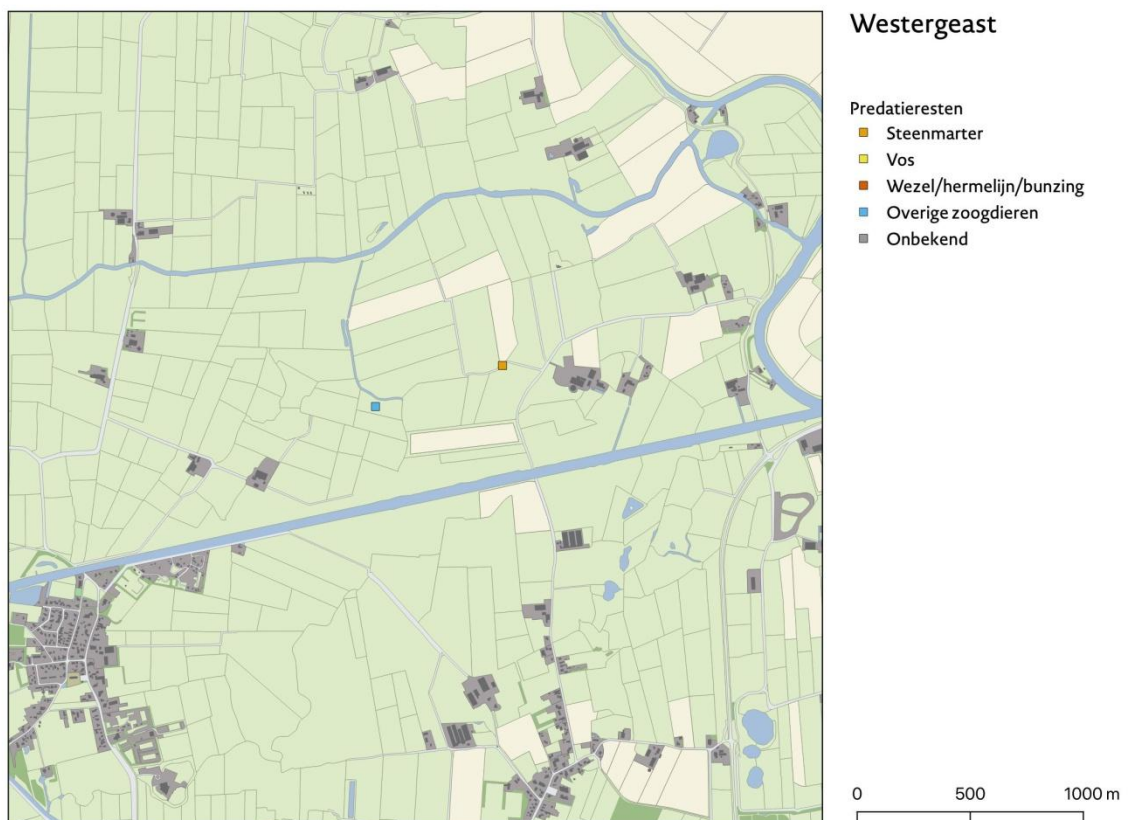 Westergeast
Predatieresten
Steenmarter
Vos
Wezel/hermelijn/bunzing
Overige zoogdieren
Onbekend
0 500 1000 m